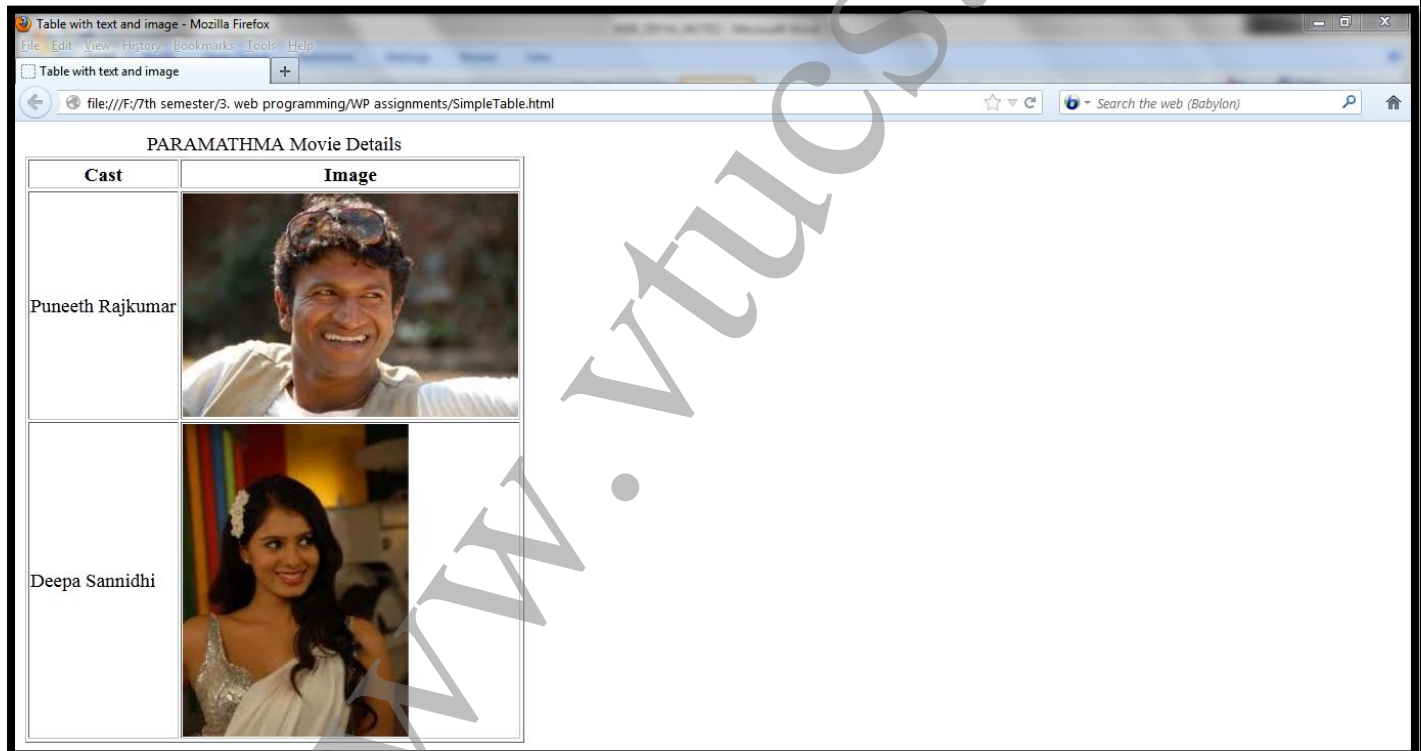 Table with text and image - Mozilla Firefox
File Edit View History Bookmarks Tools Help
Table with text and image +
file:///F:/7th semester/3. web programming/WP assignments/SimpleTable.html Search the web (Babylon)
PARAMATHMA Movie Details
Cast Image
Puneeth Rajkumar
Deepa Sannidhi
www.vtucs.